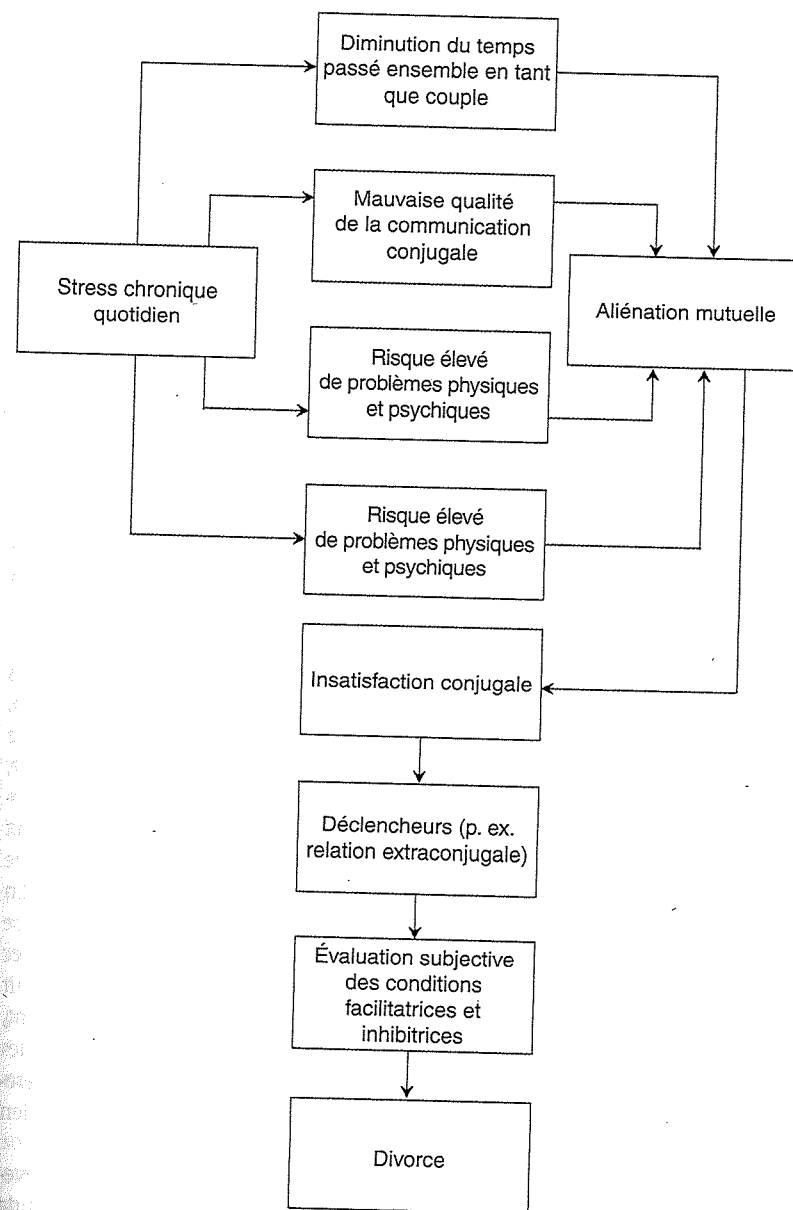 Diminution du temps
passé ensemble en tant
que couple
Mauvaise qualité
de la communication
conjugale
Stress chronique
quotidien
Aliénation mutuelle
Risque élevé
de problèmes physiques
et psychiques
Risque élevé
de problèmes physiques
et psychiques
Insatisfaction conjugale
Déclencheurs (p. ex.
relation extraconjugale)
Évaluation subjective
des conditions
facilitatrices et
inhibitrices
Divorce